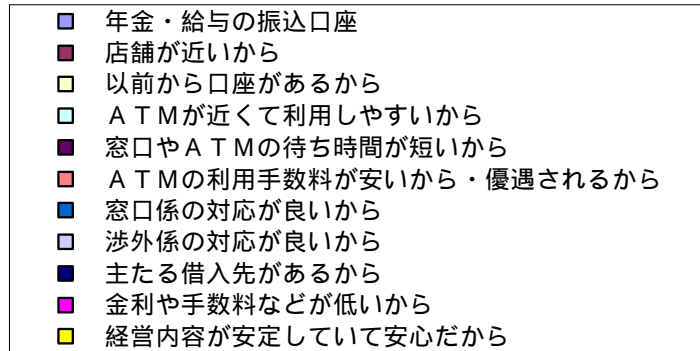 年金・給与の振込口座
店舗が近いから
以前から口座があるから
ＡＴＭが近くて利用しやすいから
窓口やＡＴＭの待ち時間が短いから
ＡＴＭの利用手数料が安いから・優遇されるから
窓口係の対応が良いから
渉外係の対応が良いから
主たる借入先があるから
金利や手数料などが低いから
経営内容が安定していて安心だから